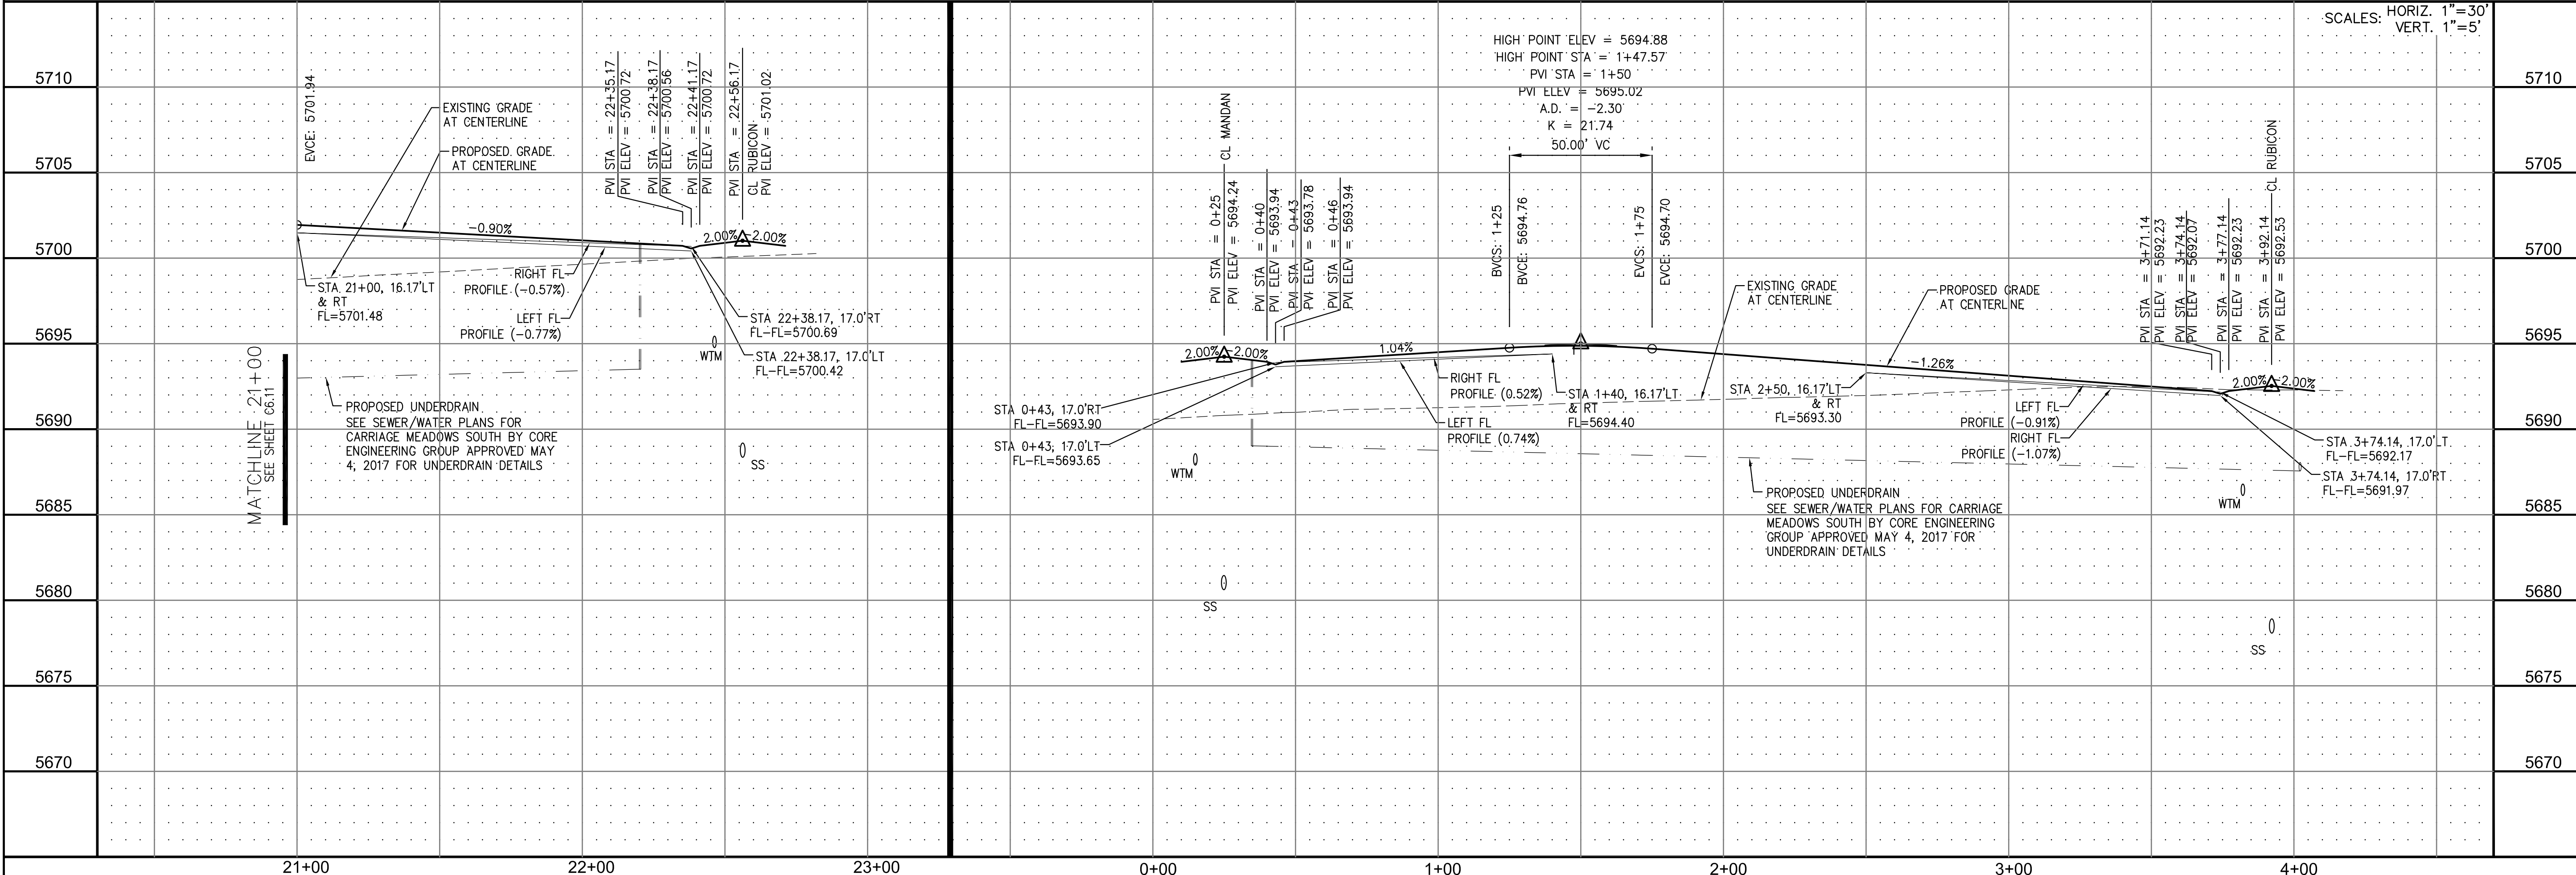 SCALES: HORIZ. 1"=30'
VERT. 1"=5'
5710
5705
5700
5695
5690
5685
5680
5675
5670
EVCE: 5701.94
EXISTING GRADE
AT CENTERLINE
PROPOSED GRADE
AT CENTERLINE
PVI STA = 22+35.17
PVI ELEV = 5700.72
PVI STA = 22+38.17
PVI ELEV = 5700.56
PVI STA = 22+41.17
PVI ELEV = 5700.72
PVI STA = 22+56.17
CL RUBICON
PVI ELEV = 5701.02
-0.90%
2.00%
-2.00%
STA 21+00, 16.17'LT
& RT
FL=5701.48
RIGHT FL
PROFILE (-0.57%)
LEFT FL
PROFILE (-0.77%)
STA 22+38.17, 17.0'RT
FL-FL=5700.69
WTM
STA 22+38.17, 17.0'LT
FL-FL=5700.42
MATCHLINE 21+00
SEE SHEET C6.11
PROPOSED UNDERDRAIN
SEE SEWER/WATER PLANS FOR
CARRIAGE MEADOWS SOUTH BY CORE
ENGINEERING GROUP APPROVED MAY
4, 2017 FOR UNDERDRAIN DETAILS
SS
HIGH POINT ELEV = 5694.88
HIGH POINT STA = 1+47.57
PVI STA = 1+50
PVI ELEV = 5695.02
A.D. = -2.30
K = 21.74
50.00' VC
CL MANDAN
PVI STA = 0+25
PVI ELEV = 5694.24
PVI STA = 0+40
PVI ELEV = 5693.94
PVI STA = 0+43
PVI ELEV = 5693.78
PVI STA = 0+46
PVI ELEV = 5693.94
BVCS: 1+25
BVCE: 5694.76
EVCS: 1+75
EVCE: 5694.70
EXISTING GRADE
AT CENTERLINE
PROPOSED GRADE
AT CENTERLINE
PVI STA = 3+71.14
PVI ELEV = 5692.23
PVI STA = 3+74.14
PVI ELEV = 5692.07
PVI STA = 3+77.14
PVI ELEV = 5692.23
CL RUBICON
PVI STA = 3+92.14
PVI ELEV = 5692.53
2.00%
-2.00%
1.04%
-1.26%
2.00%
-2.00%
STA 0+43, 17.0'RT
FL-FL=5693.90
STA 0+43, 17.0'LT
FL-FL=5693.65
RIGHT FL
PROFILE (0.52%)
LEFT FL
PROFILE (0.74%)
STA 1+40, 16.17'LT
& RT
FL=5694.40
STA 2+50, 16.17'LT
& RT
FL=5693.30
LEFT FL
PROFILE (-0.91%)
RIGHT FL
PROFILE (-1.07%)
STA 3+74.14, 17.0'LT
FL-FL=5692.17
STA 3+74.14, 17.0'RT
FL-FL=5691.97
WTM
SS
PROPOSED UNDERDRAIN
SEE SEWER/WATER PLANS FOR CARRIAGE
MEADOWS SOUTH BY CORE ENGINEERING
GROUP APPROVED MAY 4, 2017 FOR
UNDERDRAIN DETAILS
WTM
SS
5710
5705
5700
5695
5690
5685
5680
5675
5670
21+00
22+00
23+00
0+00
1+00
2+00
3+00
4+00